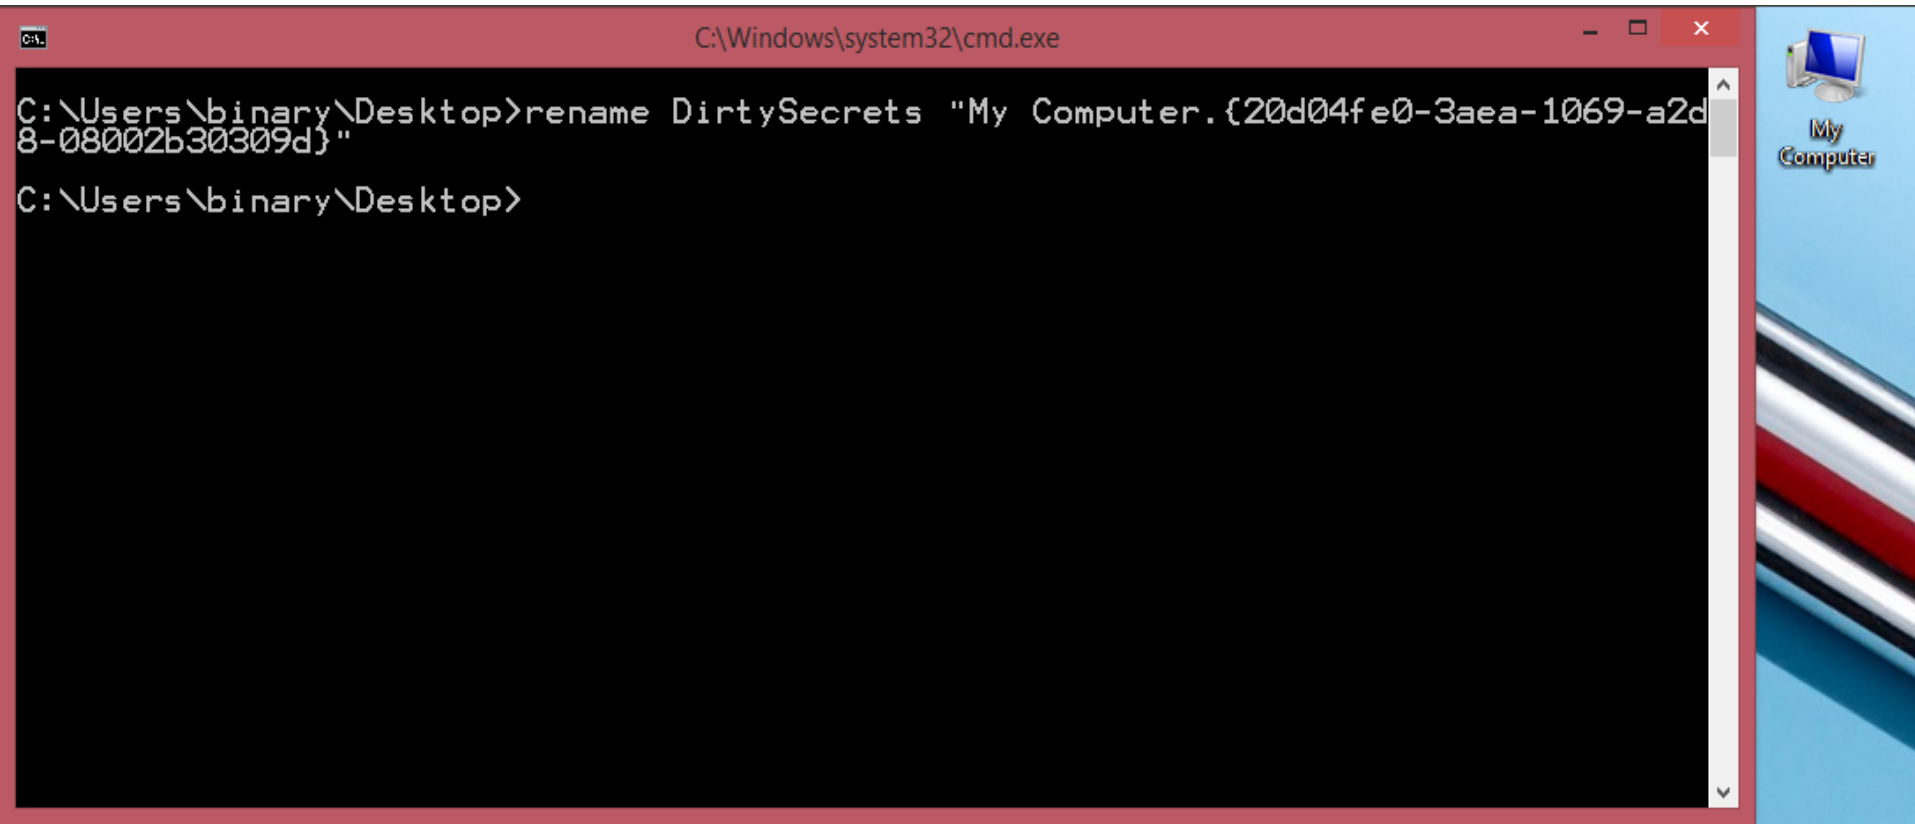 C:\Windows\system32\cmd.exe
C:\Users\binary\Desktop>rename DirtySecrets "My Computer.{20d04fe0-3aea-1069-a2d
8-08002b30309d}"
C:\Users\binary\Desktop>
My
Computer